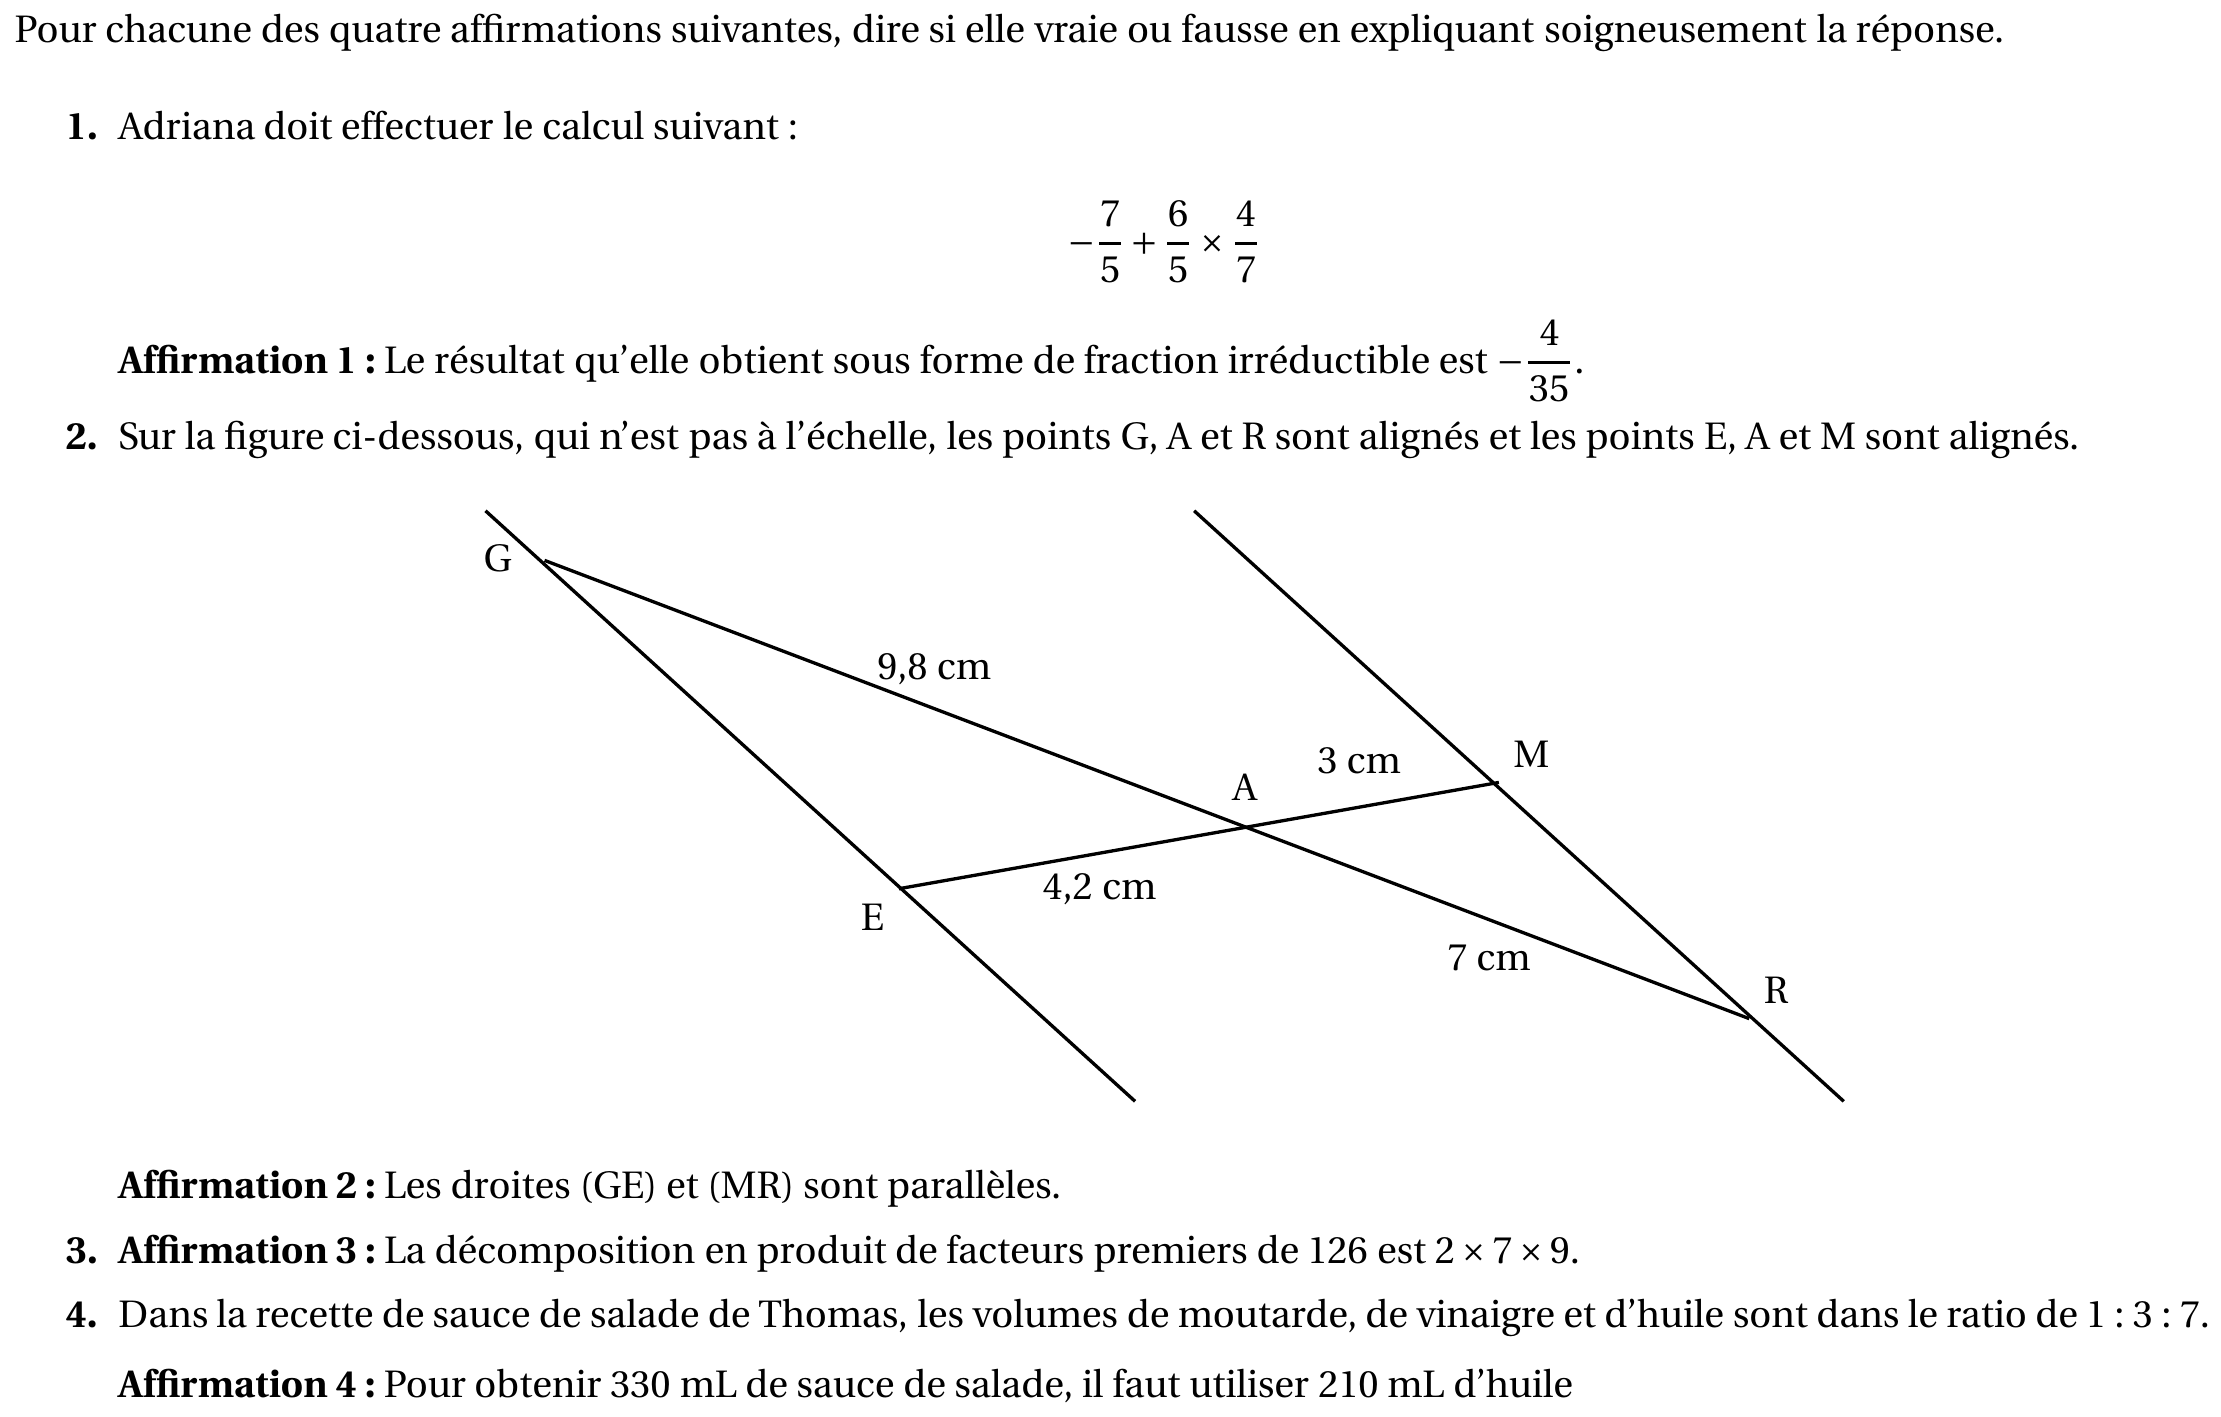 Pour chacune des quatre affirmations suivantes, dire si elle vraie ou fausse en expliquant soigneusement la réponse.
1. Adriana doit effectuer le calcul suivant :
−7/5 + 6/5 × 4/7
Affirmation 1 : Le résultat qu’elle obtient sous forme de fraction irréductible est −4/35.
2. Sur la figure ci-dessous, qui n’est pas à l’échelle, les points G, A et R sont alignés et les points E, A et M sont alignés.
G
9,8 cm
M
3 cm
A
4,2 cm
E
7 cm
R
Affirmation 2 : Les droites (GE) et (MR) sont parallèles.
3. Affirmation 3 : La décomposition en produit de facteurs premiers de 126 est 2 × 7 × 9.
4. Dans la recette de sauce de salade de Thomas, les volumes de moutarde, de vinaigre et d’huile sont dans le ratio de 1 : 3 : 7.
Affirmation 4 : Pour obtenir 330 mL de sauce de salade, il faut utiliser 210 mL d’huile